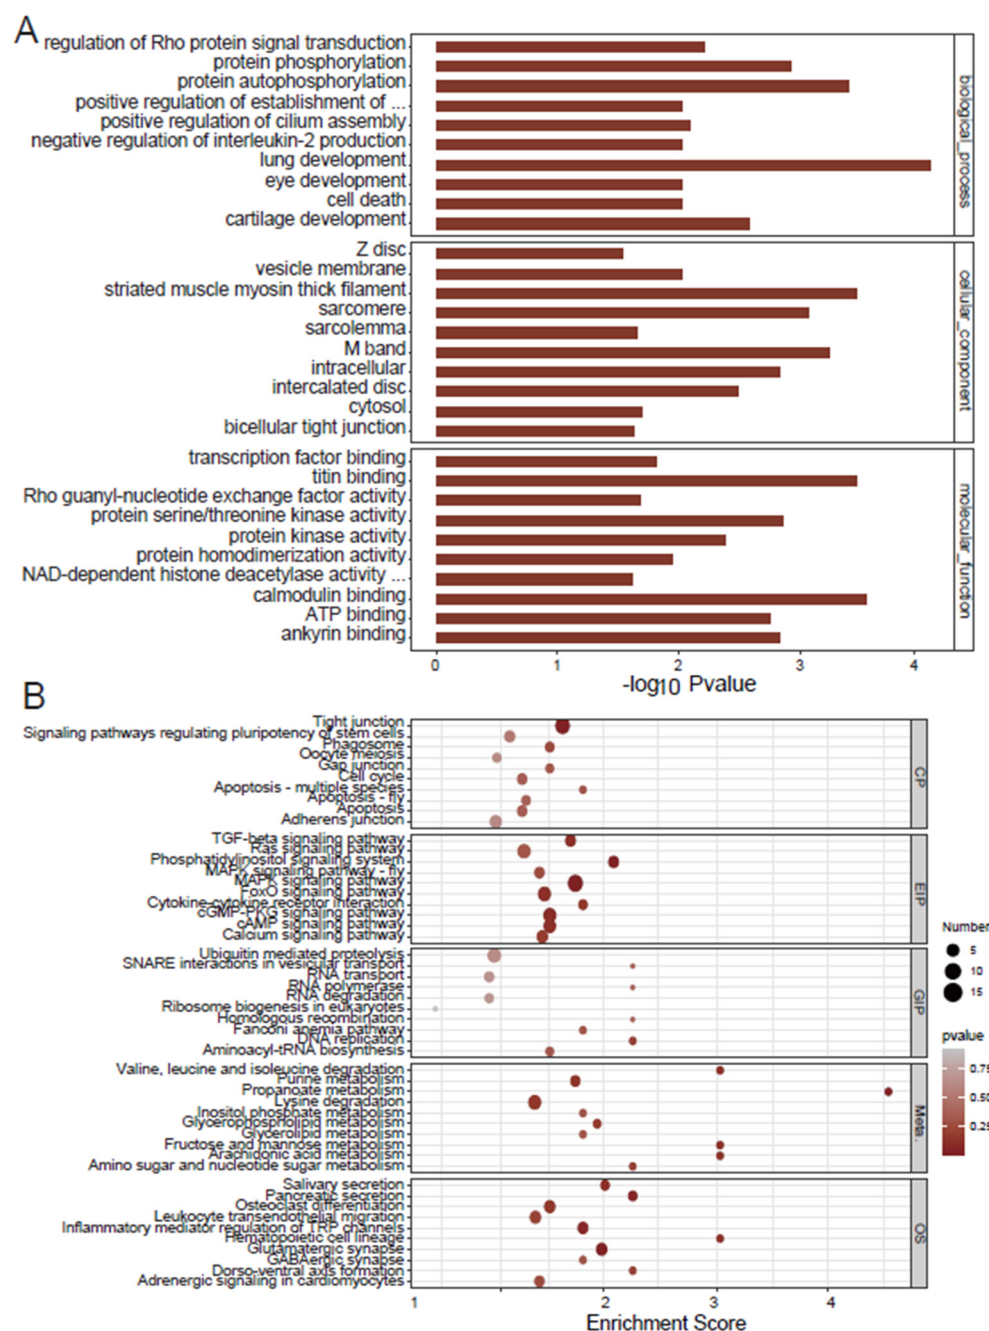 A
regulation of Rho protein signal transduction
protein phosphorylation
protein autophosphorylation
positive regulation of establishment of ...
positive regulation of cilium assembly
negative regulation of interleukin-2 production
lung development
eye development
cell death
cartilage development
biological_process
Z disc
vesicle membrane
striated muscle myosin thick filament
sarcomere
sarcolemma
M band
intracellular
intercalated disc
cytosol
bicellular tight junction
cellular_component
transcription factor binding
titin binding
Rho guanyl-nucleotide exchange factor activity
protein serine/threonine kinase activity
protein kinase activity
protein homodimerization activity
NAD-dependent histone deacetylase activity ...
calmodulin binding
ATP binding
ankyrin binding
molecular_function
0 1 2 3 4
-log10 Pvalue
B
Tight junction
Signaling pathways regulating pluripotency of stem cells
Phagosome
Oocyte meiosis
Gap junction
Cell cycle
Apoptosis - multiple species
Apoptosis - fly
Apoptosis
Adherens junction
CP
TGF-beta signaling pathway
Ras signaling pathway
Phosphatidylinositol signaling system
MAPK signaling pathway - fly
MAPK signaling pathway
FoxO signaling pathway
Cytokine-cytokine receptor interaction
cGMP-PKG signaling pathway
cAMP signaling pathway
Calcium signaling pathway
EIP
Ubiquitin mediated proteolysis
SNARE interactions in vesicular transport
RNA transport
RNA polymerase
RNA degradation
Ribosome biogenesis in eukaryotes
Homologous recombination
Fanconi anemia pathway
DNA replication
Aminoacyl-tRNA biosynthesis
GIP
Valine, leucine and isoleucine degradation
Purine metabolism
Propanoate metabolism
Lysine degradation
Inositol phosphate metabolism
Glycerophospholipid metabolism
Glycerolipid metabolism
Fructose and mannose metabolism
Arachidonic acid metabolism
Amino sugar and nucleotide sugar metabolism
Meta.
Salivary secretion
Pancreatic secretion
Osteoclast differentiation
Leukocyte transendothelial migration
Inflammatory mediator regulation of TRP channels
Hematopoietic cell lineage
Glutamatergic synapse
GABAergic synapse
Dorso-ventral axis formation
Adrenergic signaling in cardiomyocytes
OS
1 2 3 4
Enrichment Score
Number
5
10
15
pvalue
0.75
0.50
0.25